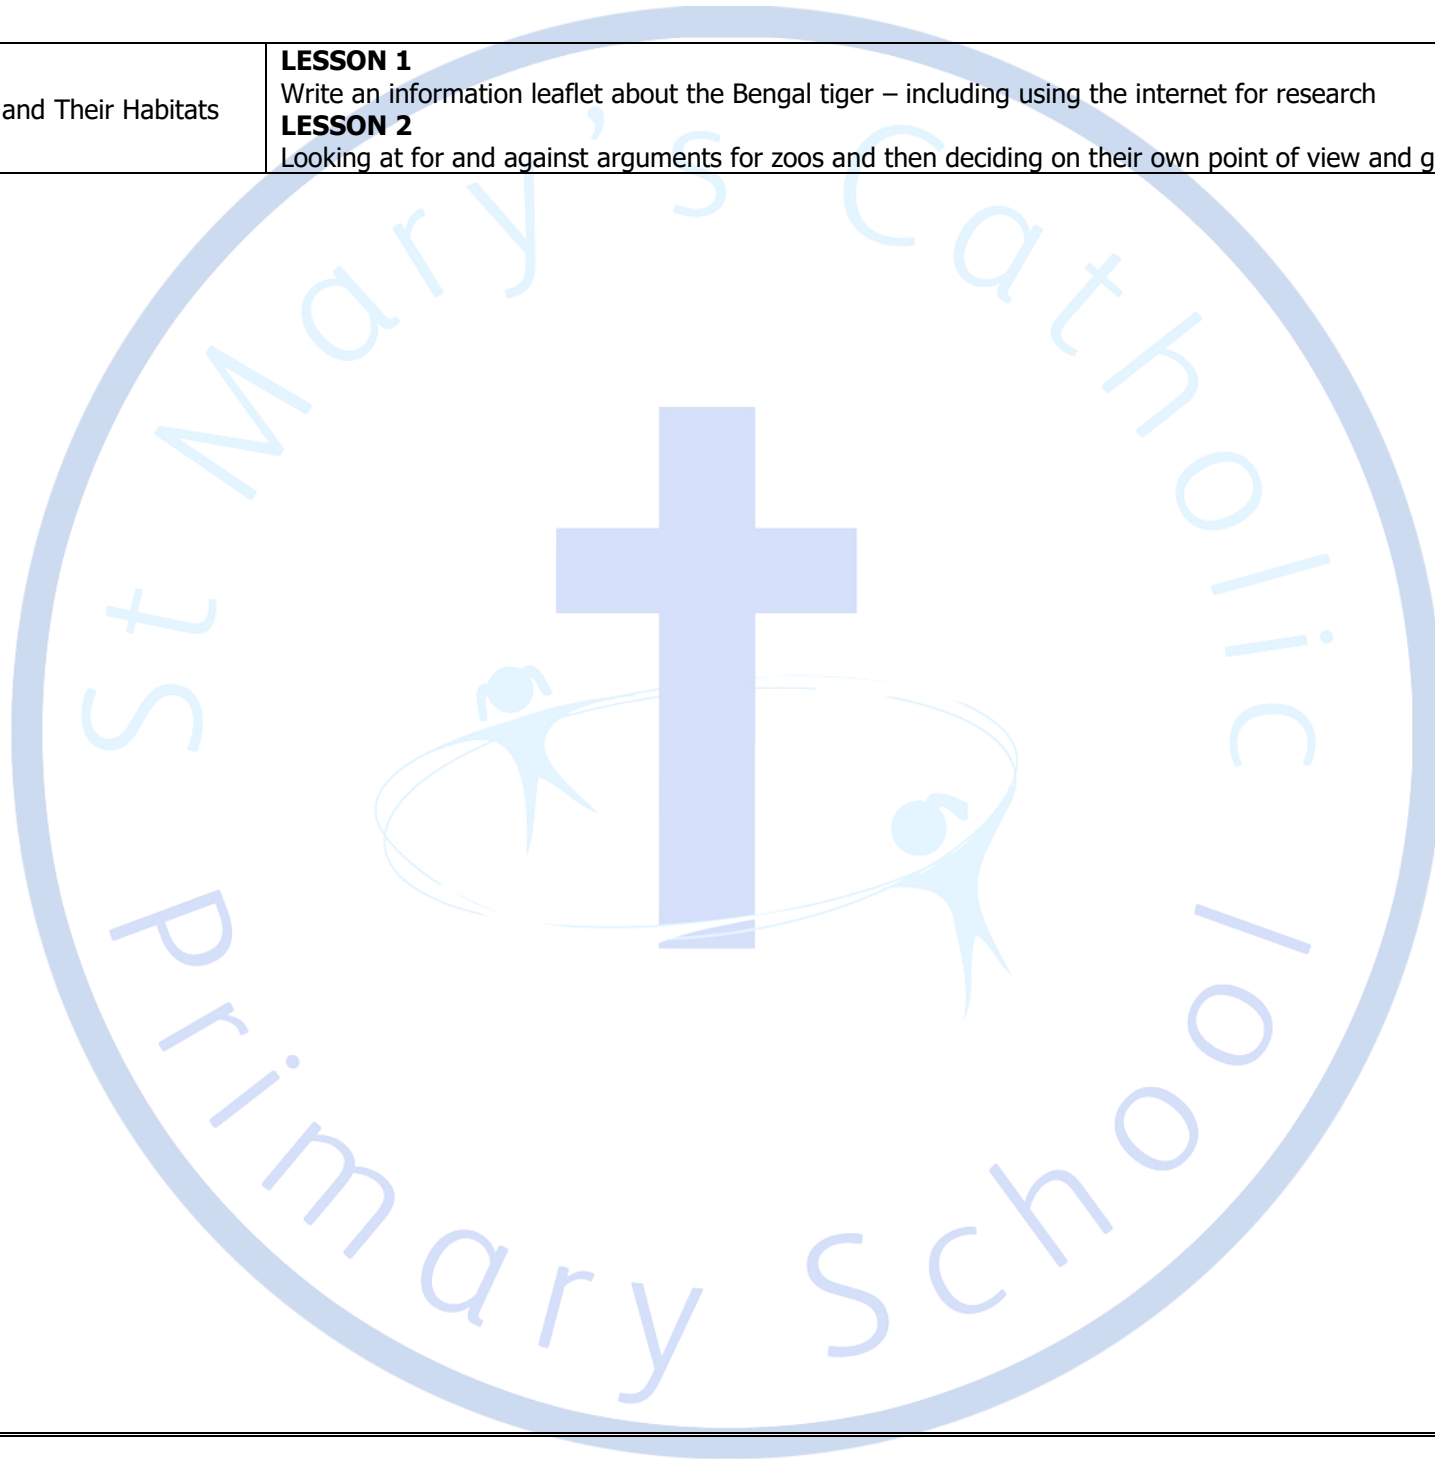 and Their Habitats
LESSON 1
Write an information leaflet about the Bengal tiger – including using the internet for research
LESSON 2
Looking at for and against arguments for zoos and then deciding on their own point of view and g
St Mary's Catholic
Primary School